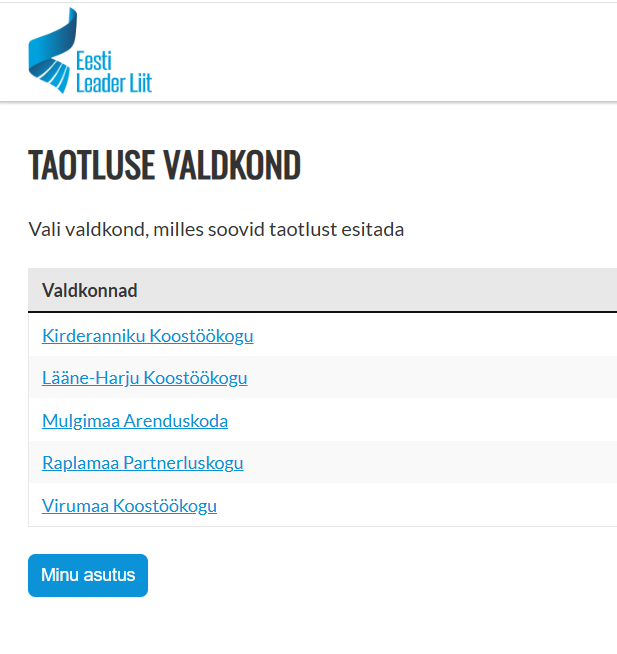 Eesti
Leader Liit
TAOTLUSE VALDKOND
Vali valdkond, milles soovid taotlust esitada
Valdkonnad
Kirderanniku Koostöökogu
Lääne-Harju Koostöökogu
Mulgimaa Arenduskoda
Raplamaa Partnerluskogu
Virumaa Koostöökogu
Minu asutus